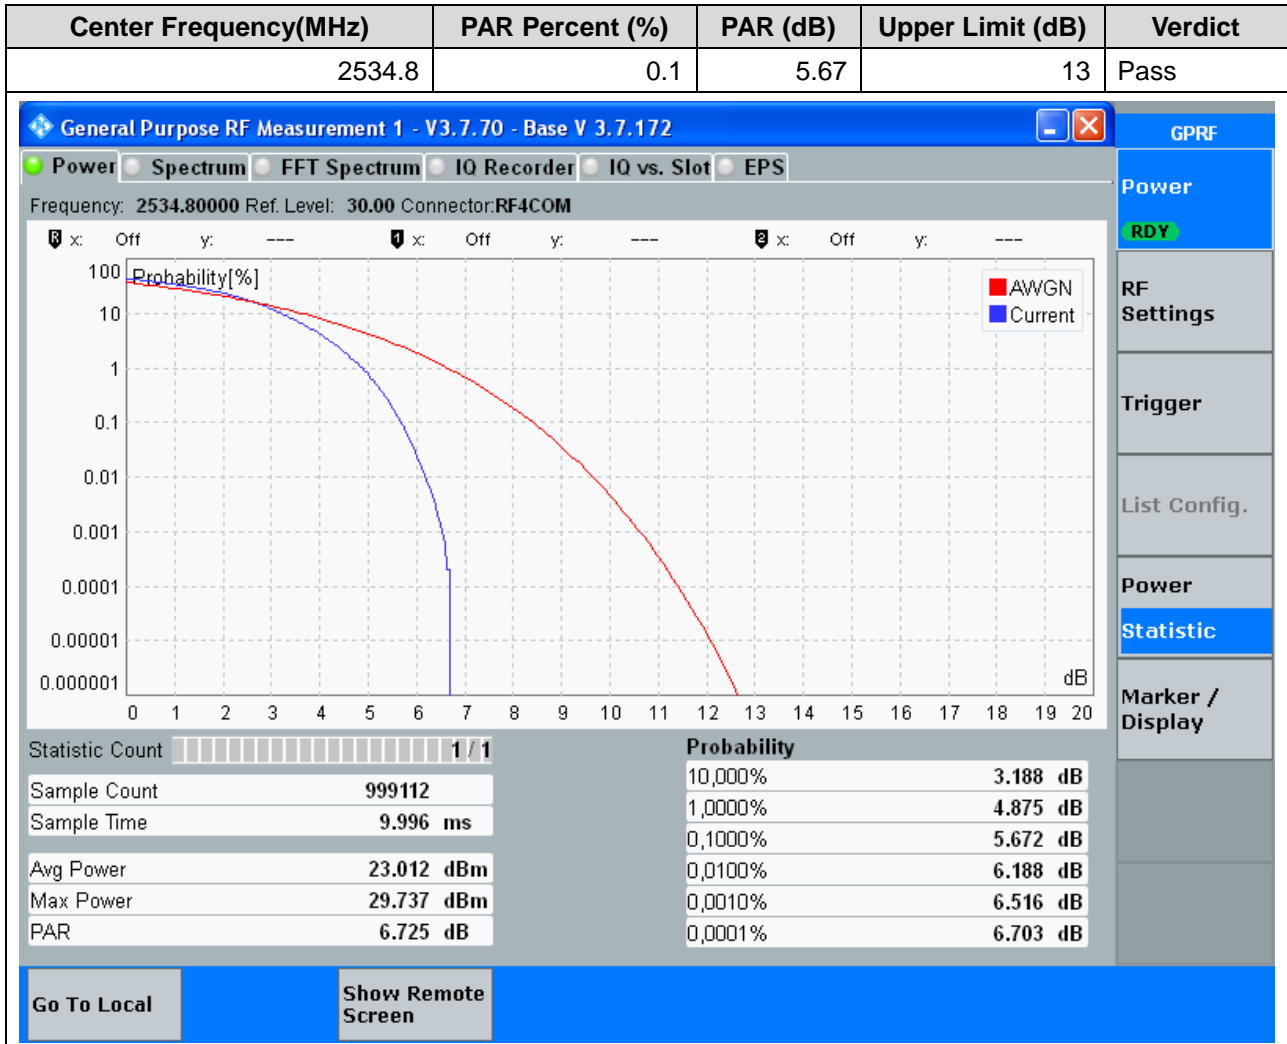 Center Frequency(MHz) PAR Percent (%) PAR (dB) Upper Limit (dB) Verdict
2534.8 0.1 5.67 13 Pass
General Purpose RF Measurement 1 - V3.7.70 - Base V 3.7.172
GPRF
Power Spectrum FFT Spectrum IQ Recorder IQ vs. Slot EPS
Frequency: 2534.80000 Ref. Level: 30.00 Connector:RF4COM
R x: Off y: --- 1 x: Off y: --- 2 x: Off y: ---
Probability[%]
AWGN
Current
100
10
1
0.1
0.01
0.001
0.0001
0.00001
0.000001
dB
0 1 2 3 4 5 6 7 8 9 10 11 12 13 14 15 16 17 18 19 20
Statistic Count 1 / 1
Sample Count 999112
Sample Time 9.996 ms
Avg Power 23.012 dBm
Max Power 29.737 dBm
PAR 6.725 dB
Probability
10,000% 3.188 dB
1,0000% 4.875 dB
0,1000% 5.672 dB
0,0100% 6.188 dB
0,0010% 6.516 dB
0,0001% 6.703 dB
Power
RDY
RF
Settings
Trigger
List Config.
Power
Statistic
Marker /
Display
Go To Local
Show Remote
Screen